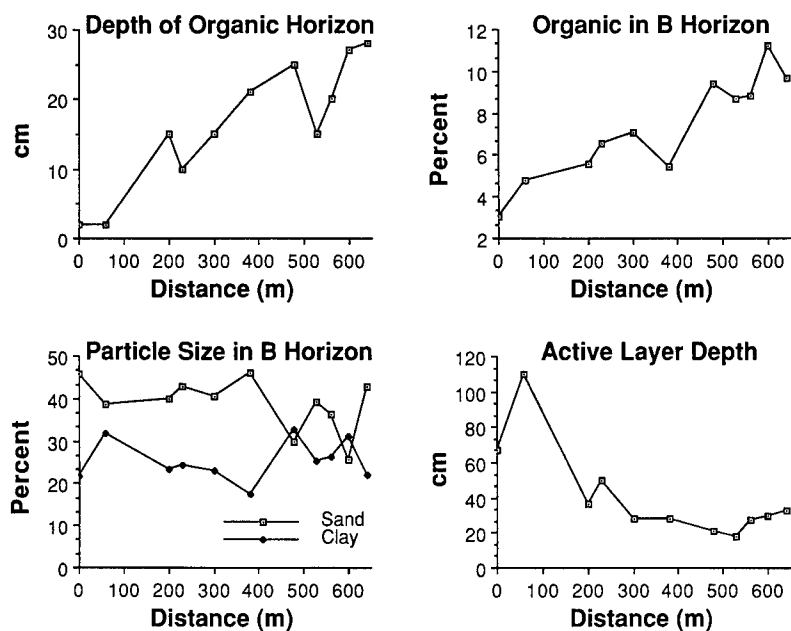 Depth of Organic Horizon
30
20
10
0
cm
0 100 200 300 400 500 600
Distance (m)
Organic in B Horizon
12
10
8
6
4
2
Percent
0 100 200 300 400 500 600
Distance (m)
Particle Size in B Horizon
50
40
30
20
10
0
Percent
Sand
Clay
0 100 200 300 400 500 600
Distance (m)
Active Layer Depth
120
100
80
60
40
20
0
cm
0 100 200 300 400 500 600
Distance (m)